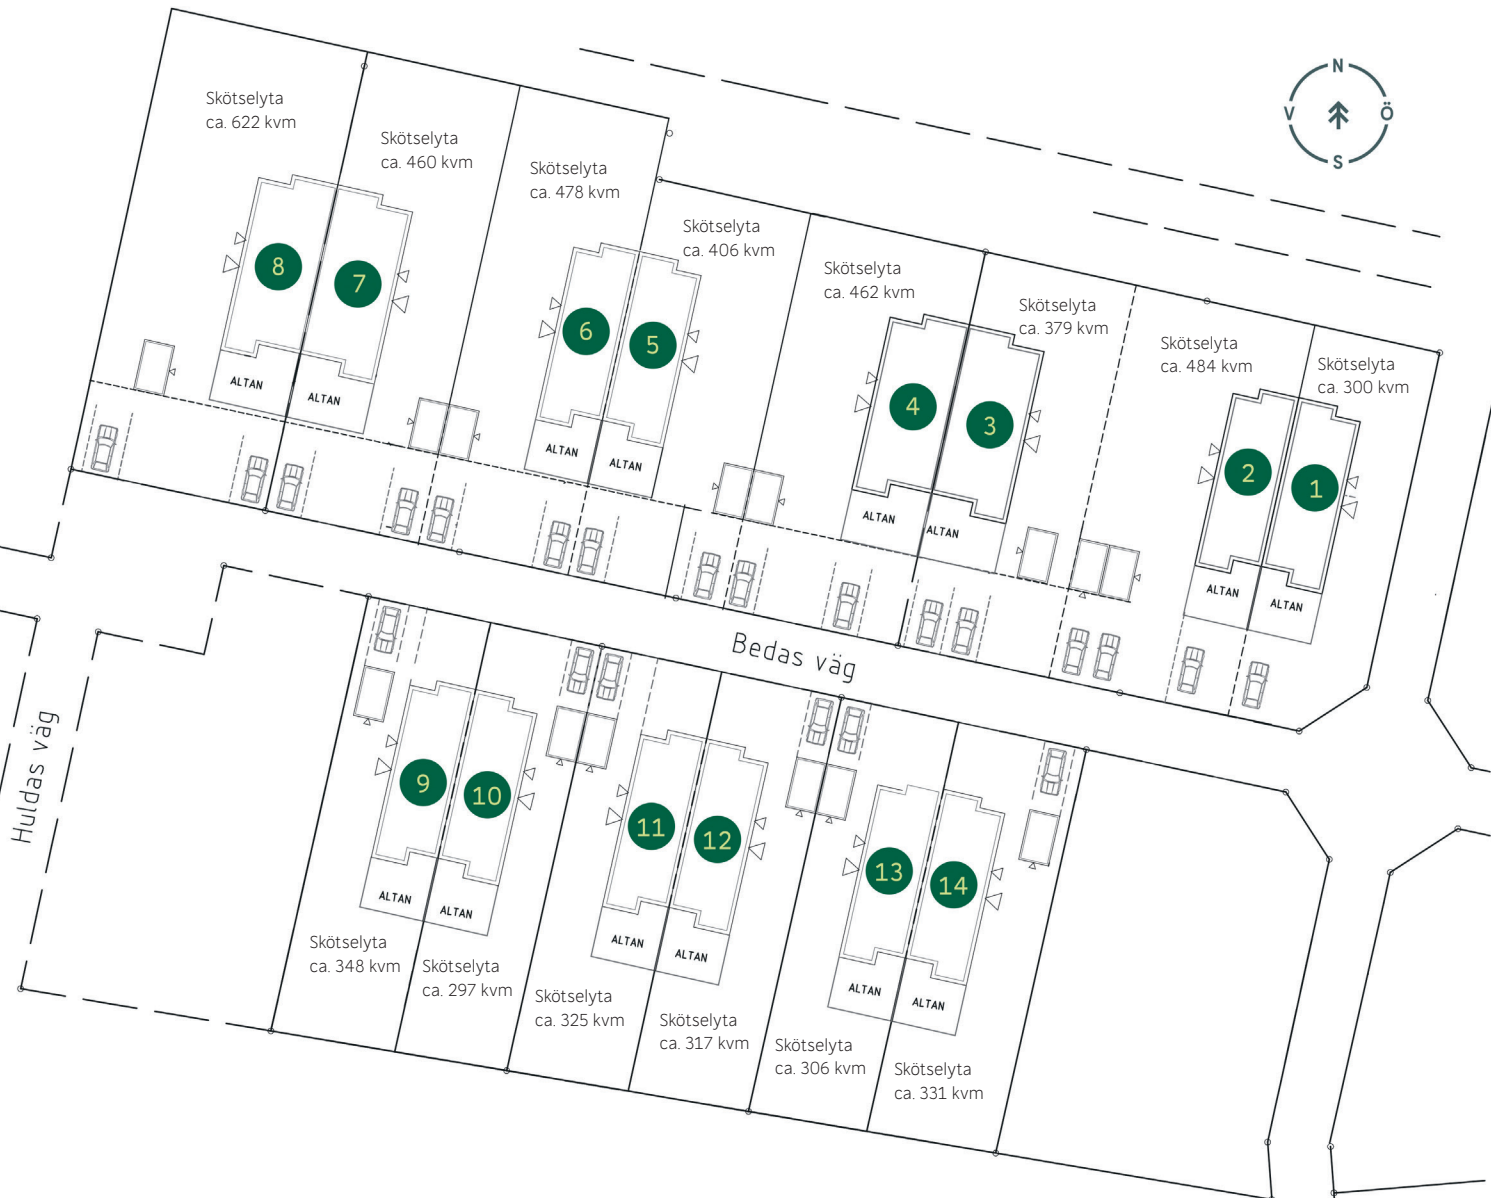 N
V
Ö
S
Skötselyta
ca. 622 kvm
Skötselyta
ca. 460 kvm
Skötselyta
ca. 478 kvm
Skötselyta
ca. 406 kvm
Skötselyta
ca. 462 kvm
Skötselyta
ca. 379 kvm
Skötselyta
ca. 484 kvm
Skötselyta
ca. 300 kvm
8
7
6
5
4
3
2
1
ALTAN
ALTAN
ALTAN
ALTAN
ALTAN
ALTAN
ALTAN
ALTAN
Bedas väg
Huldas väg
9
10
11
12
13
14
ALTAN
ALTAN
ALTAN
ALTAN
ALTAN
ALTAN
Skötselyta
ca. 348 kvm
Skötselyta
ca. 297 kvm
Skötselyta
ca. 325 kvm
Skötselyta
ca. 317 kvm
Skötselyta
ca. 306 kvm
Skötselyta
ca. 331 kvm